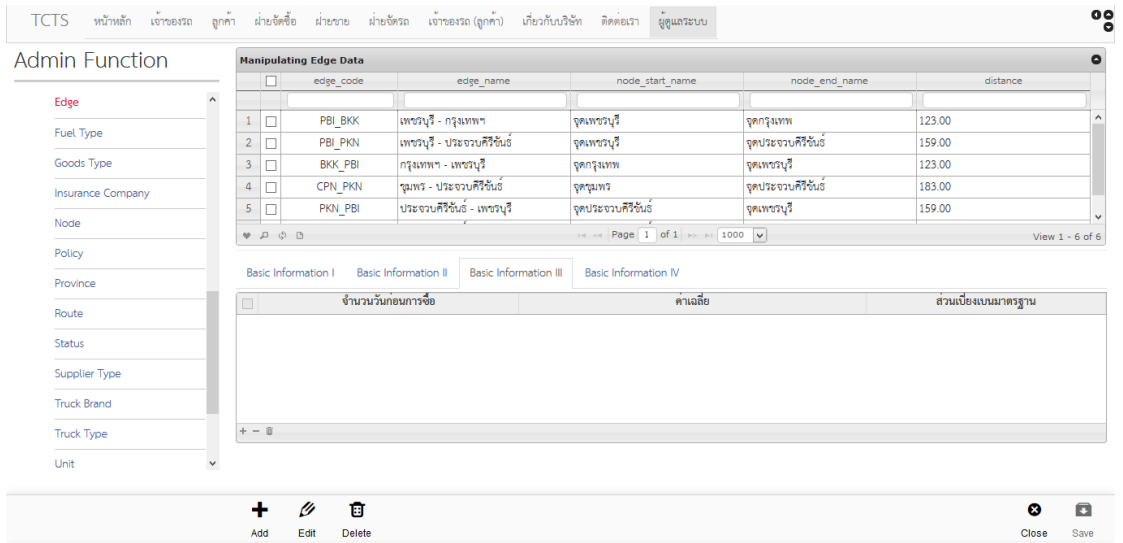 TCTS หน้าหลัก เจ้าของรถ ลูกค้า ฝ่ายจัดซื้อ ฝ่ายขาย ฝ่ายจัดรถ เจ้าของรถ (ลูกค้า) เกี่ยวกับบริษัท ติดต่อเรา ผู้ดูแลระบบ
Admin Function
Edge
Fuel Type
Goods Type
Insurance Company
Node
Policy
Province
Route
Status
Supplier Type
Truck Brand
Truck Type
Unit
Manipulating Edge Data
edge_code edge_name node_start_name node_end_name distance
1 PBI_BKK เพชรบุรี - กรุงเทพฯ จุดเพชรบุรี จุดกรุงเทพ 123.00
2 PBI_PKN เพชรบุรี - ประจวบคีรีขันธ์ จุดเพชรบุรี จุดประจวบคีรีขันธ์ 159.00
3 BKK_PBI กรุงเทพฯ - เพชรบุรี จุดกรุงเทพ จุดเพชรบุรี 123.00
4 CPN_PKN ชุมพร - ประจวบคีรีขันธ์ จุดชุมพร จุดประจวบคีรีขันธ์ 183.00
5 PKN_PBI ประจวบคีรีขันธ์ - เพชรบุรี จุดประจวบคีรีขันธ์ จุดเพชรบุรี 159.00
Page 1 of 1 1000 View 1 - 6 of 6
Basic Information I Basic Information II Basic Information III Basic Information IV
จำนวนวันก่อนการซื้อ ค่าเฉลี่ย ส่วนเบี่ยงเบนมาตรฐาน
Add Edit Delete Close Save